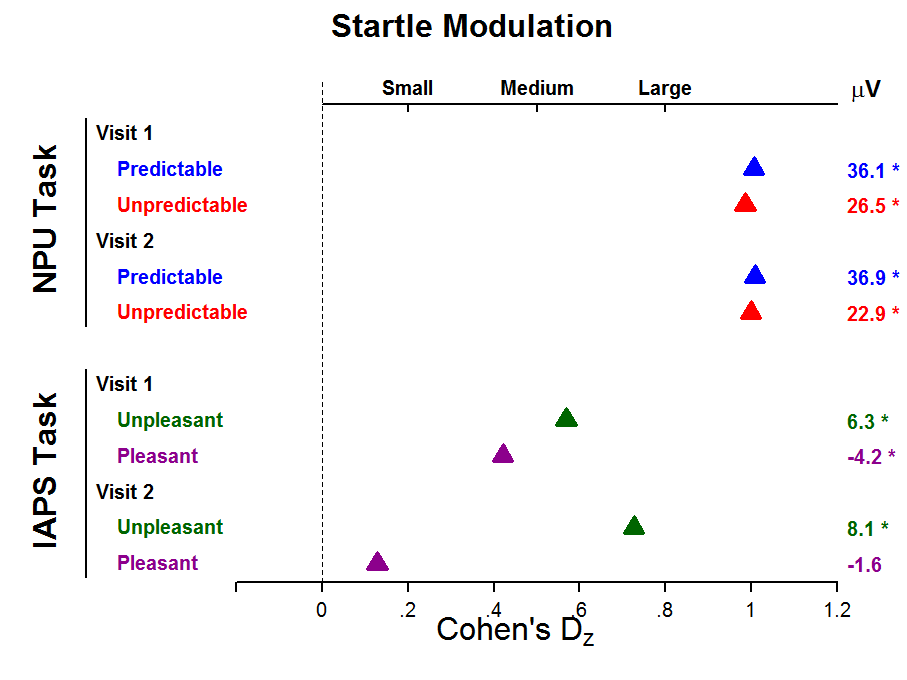 Startle Modulation
Small Medium Large μV
NPU Task
Visit 1
Predictable 36.1 *
Unpredictable 26.5 *
Visit 2
Predictable 36.9 *
Unpredictable 22.9 *
IAPS Task
Visit 1
Unpleasant 6.3 *
Pleasant -4.2 *
Visit 2
Unpleasant 8.1 *
Pleasant -1.6
0 .2 .4 .6 .8 1 1.2
Cohen's Dz